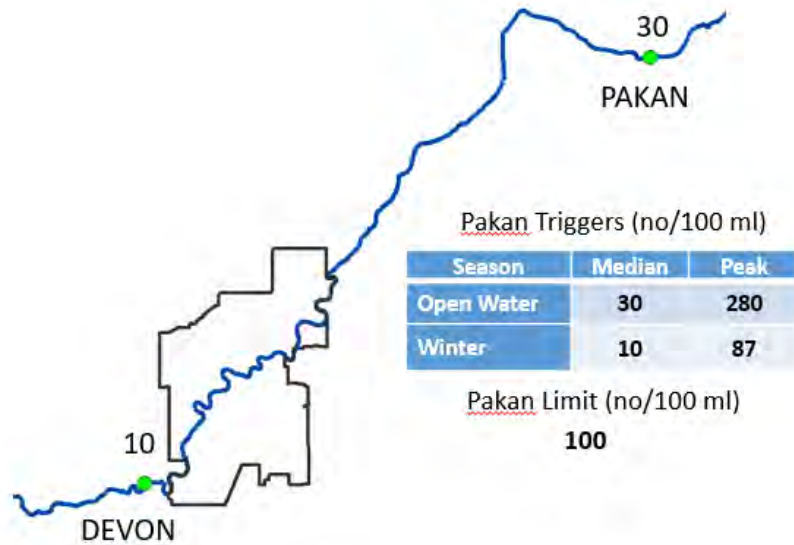 30
PAKAN
Pakan Triggers (no/100 ml)
Season Median Peak
Open Water 30 280
Winter 10 87
Pakan Limit (no/100 ml)
100
10
DEVON